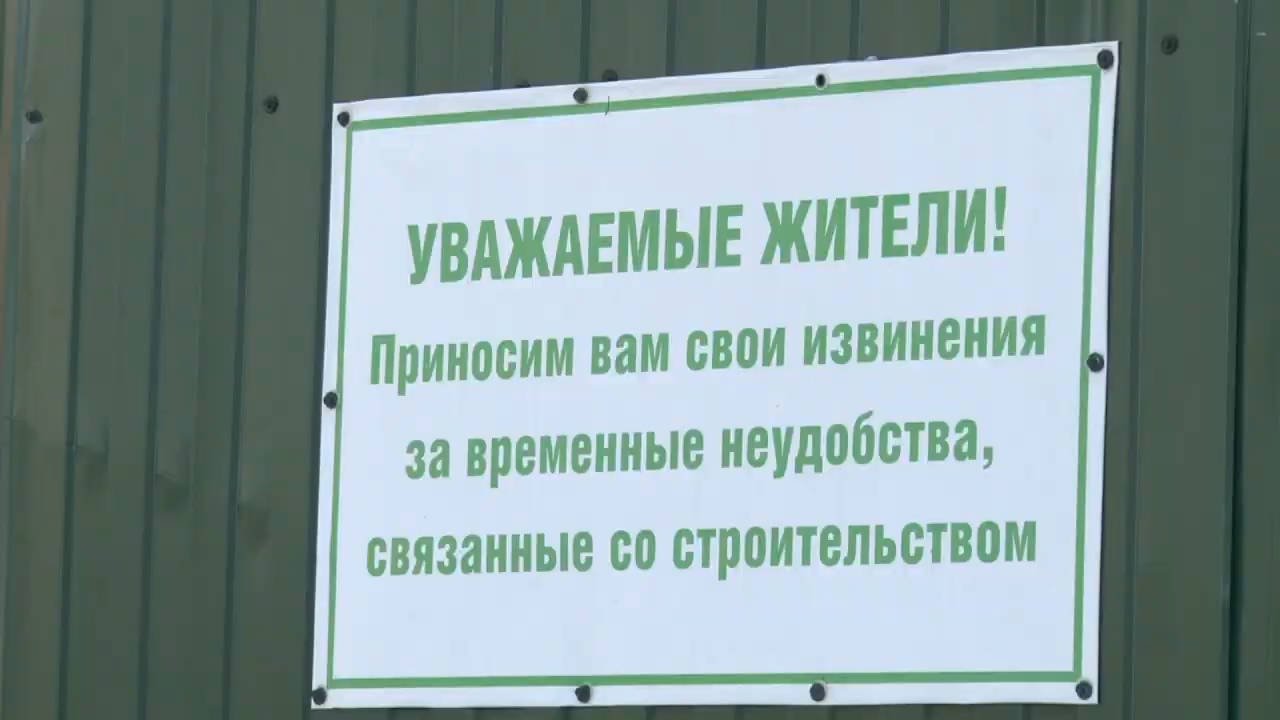 УВАЖАЕМЫЕ ЖИТЕЛИ!
Приносим вам свои извинения
за временные неудобства,
связанные со строительством